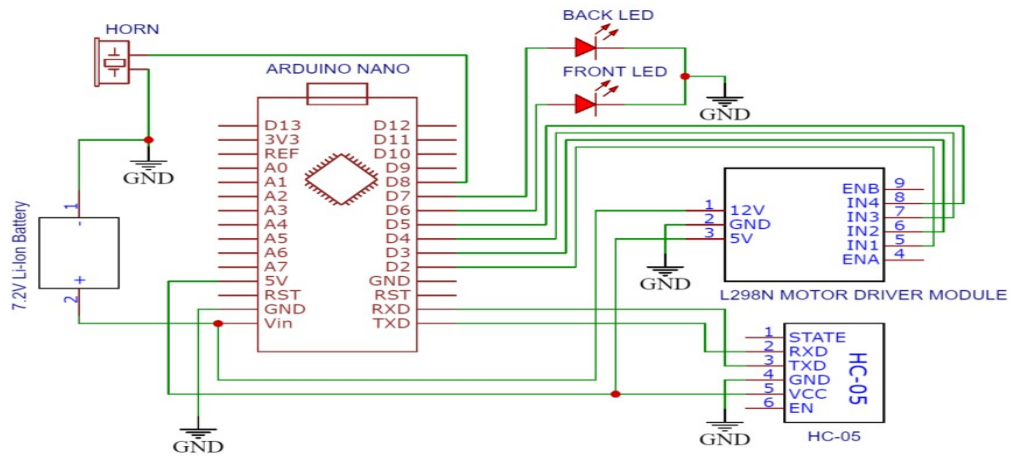 HORN
BACK LED
FRONT LED
GND
ARDUINO NANO
GND
D13 D12
3V3 D11
REF D10
A0 D9
A1 D8
A2 D7
A3 D6
A4 D5
A5 D4
A6 D3
A7 D2
5V GND
RST RST
GND RXD
Vin TXD
7.2V Li-Ion Battery
1
-
+
2
GND
1 12V
2 GND
3 5V
ENB 9
IN4 8
IN3 7
IN2 6
IN1 5
ENA 4
GND
L298N MOTOR DRIVER MODULE
1 STATE
2 RXD
3 TXD
4 GND
5 VCC
6 EN
HC-05
GND
HC-05